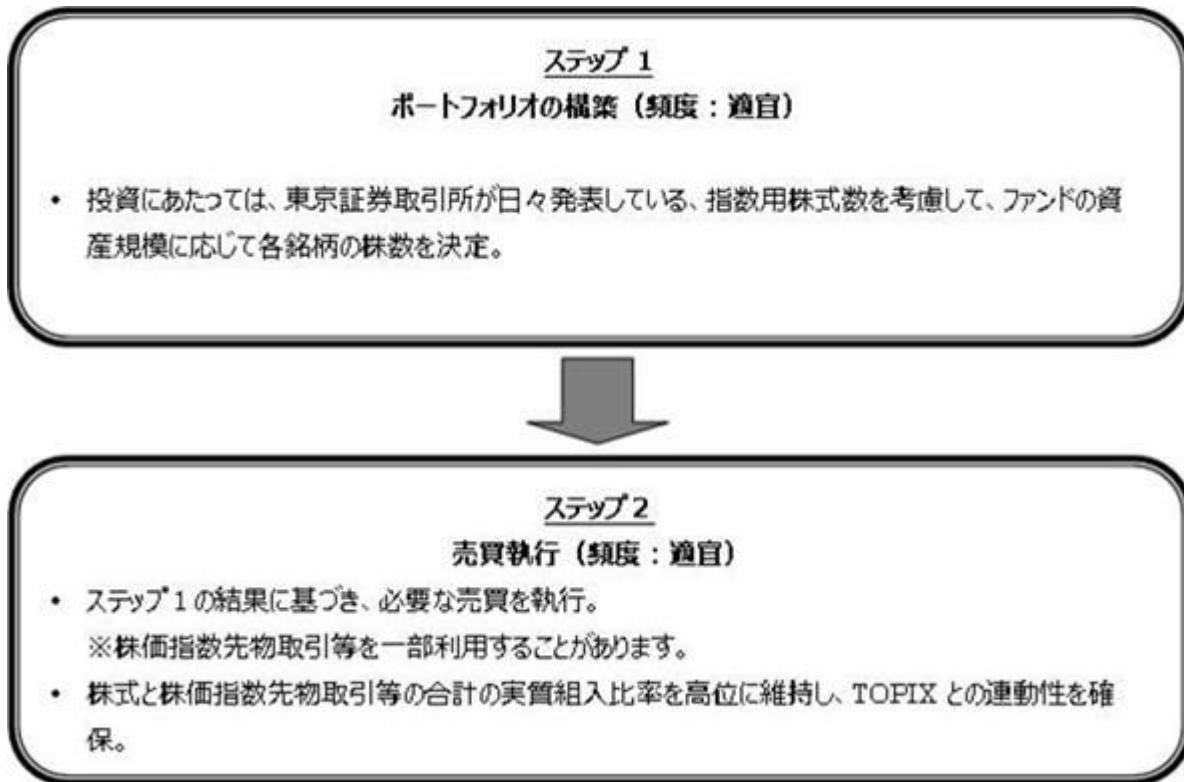 ステップ 1
ポートフォリオの構築（頻度：適宜）
• 投資にあたっては、東京証券取引所が日々発表している、指数用株式数を考慮して、ファンドの資
産規模に応じて各銘柄の株数を決定。
ステップ 2
売買執行（頻度：適宜）
• ステップ 1 の結果に基づき、必要な売買を執行。
※株価指数先物取引等を一部利用することがあります。
• 株式と株価指数先物取引等の合計の実質組入比率を高位に維持し、TOPIX との連動性を確
保。